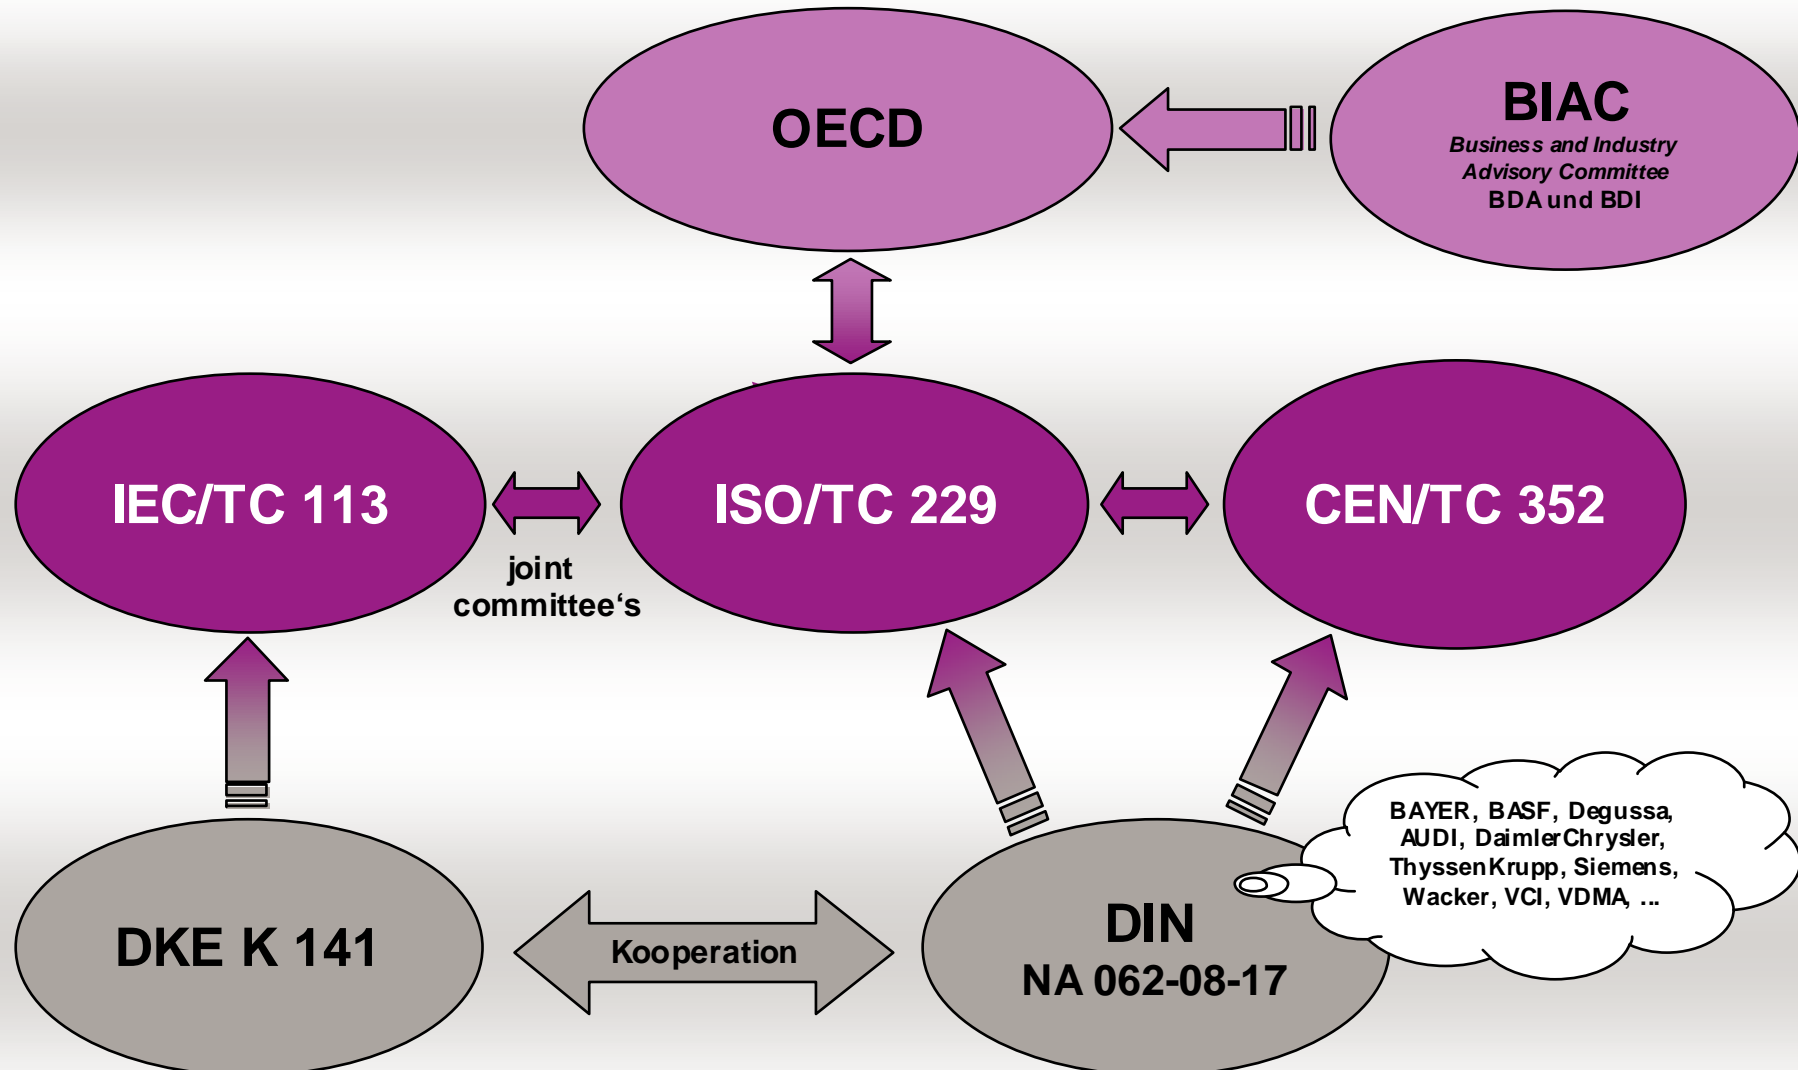 OECD
BIAC
Business and Industry
Advisory Committee
BDA und BDI
IEC/TC 113
ISO/TC 229
CEN/TC 352
joint
committee‘s
BAYER, BASF, Degussa,
AUDI, DaimlerChrysler,
ThyssenKrupp, Siemens,
Wacker, VCI, VDMA, ...
DKE K 141
Kooperation
DIN
NA 062-08-17